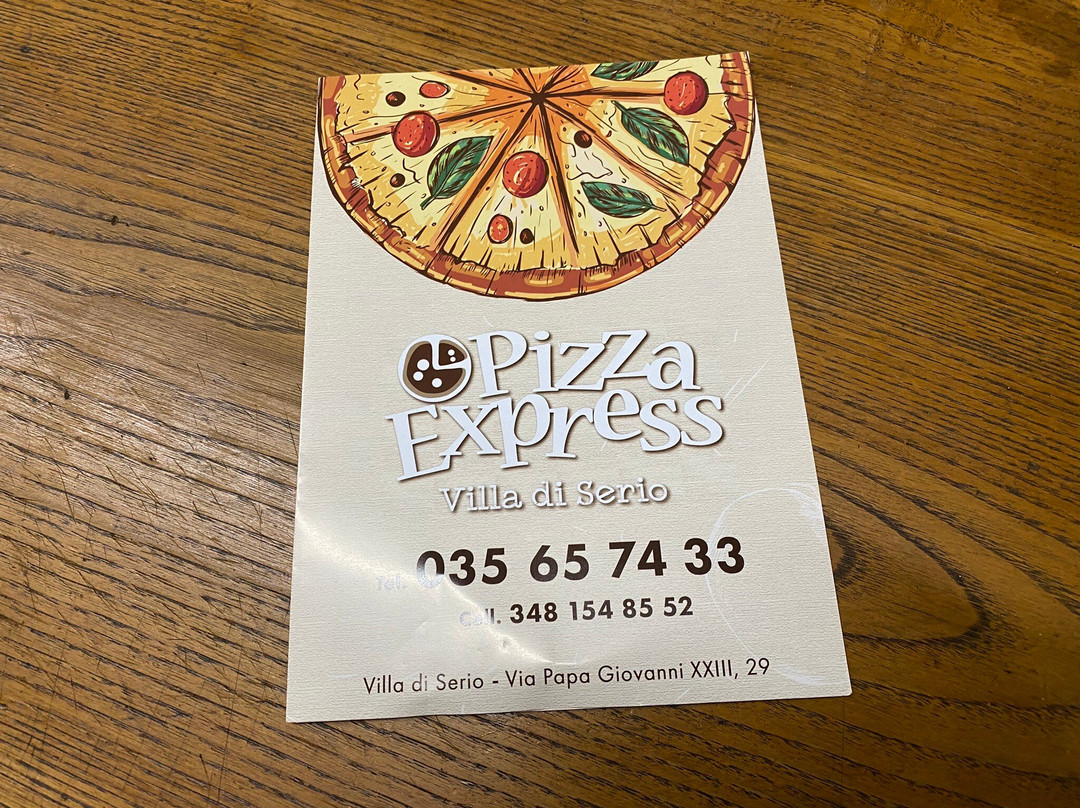 Pizza
Express
Villa di Serio
Tel. 035 65 74 33
Cell. 348 154 85 52
Villa di Serio - Via Papa Giovanni XXIII, 29